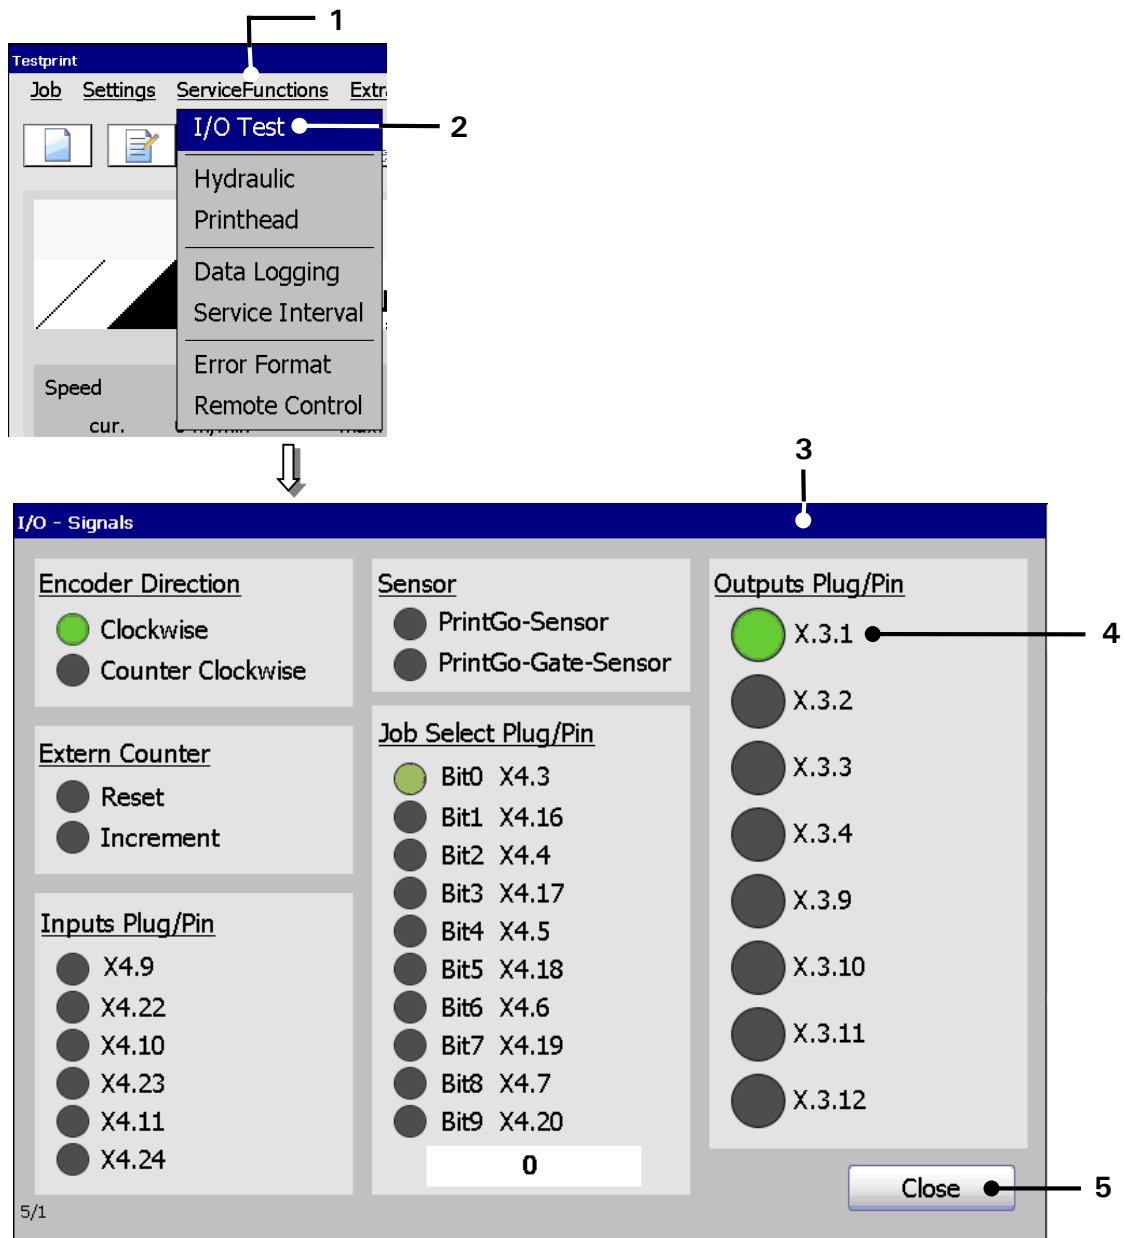 1
Testprint
Job Settings ServiceFunctions Extr
I/O Test
2
Hydraulic
Printhead
Data Logging
Service Interval
Error Format
Remote Control
Speed
cur.
3
I/O - Signals
Encoder Direction
Clockwise
Counter Clockwise
Extern Counter
Reset
Increment
Inputs Plug/Pin
X4.9
X4.22
X4.10
X4.23
X4.11
X4.24
5/1
Sensor
PrintGo-Sensor
PrintGo-Gate-Sensor
Job Select Plug/Pin
Bit0 X4.3
Bit1 X4.16
Bit2 X4.4
Bit3 X4.17
Bit4 X4.5
Bit5 X4.18
Bit6 X4.6
Bit7 X4.19
Bit8 X4.7
Bit9 X4.20
0
Outputs Plug/Pin
X.3.1
4
X.3.2
X.3.3
X.3.4
X.3.9
X.3.10
X.3.11
X.3.12
Close
5